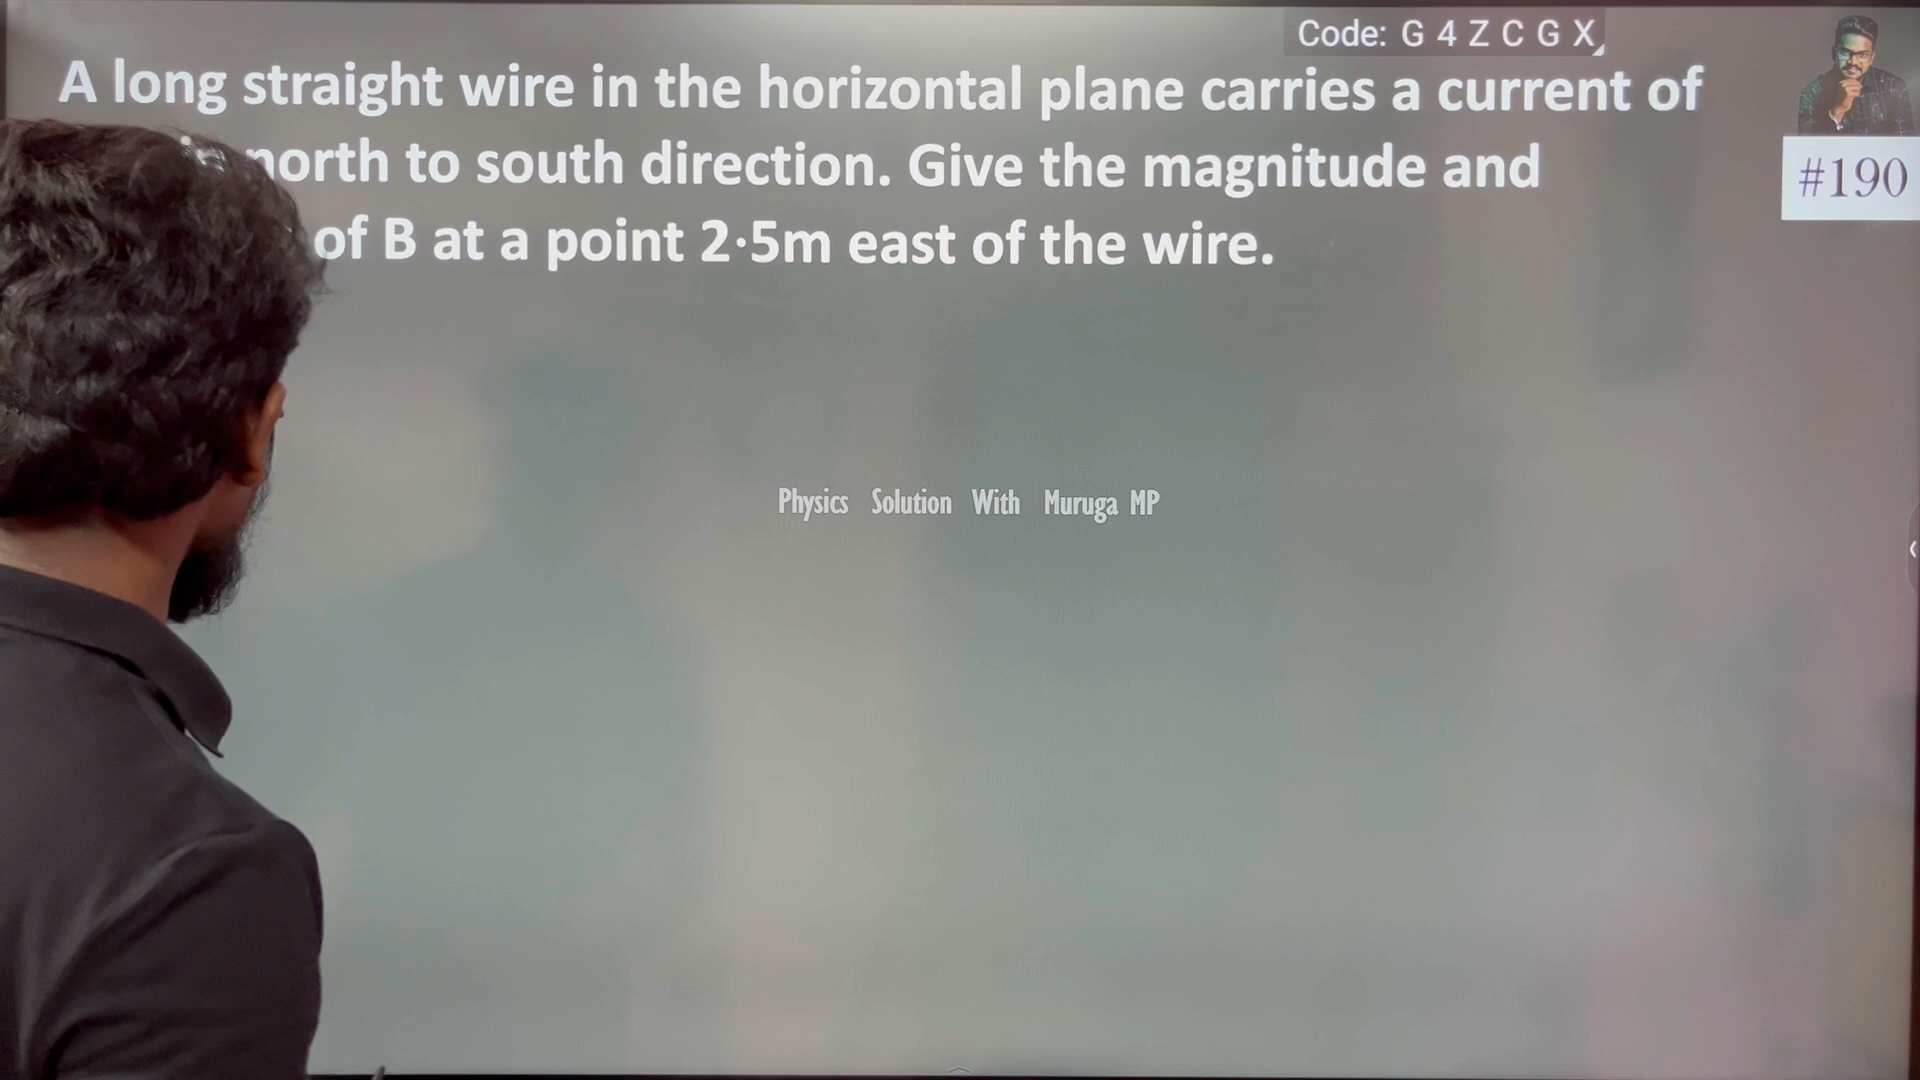 Code: G 4 Z C G X
A long straight wire in the horizontal plane carries a current of
in north to south direction. Give the magnitude and
#190
of B at a point 2·5m east of the wire.
Physics Solution With Muruga MP